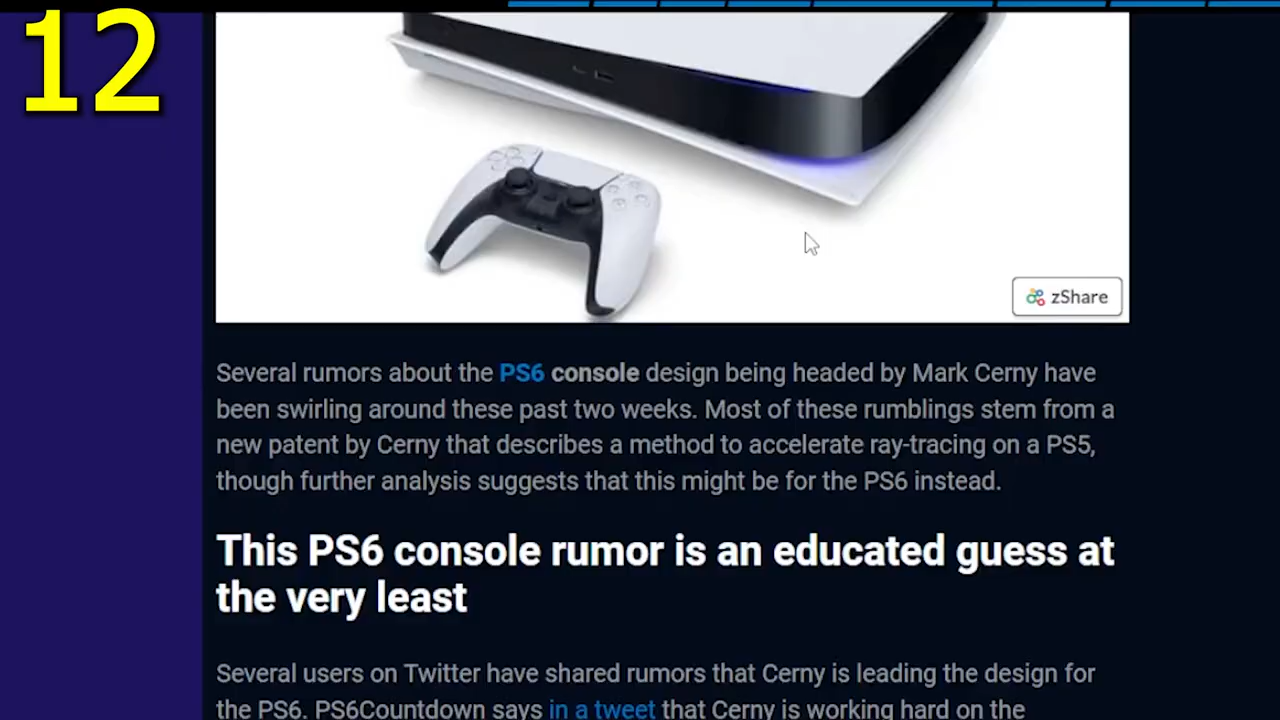 12
zShare
Several rumors about the PS6 console design being headed by Mark Cerny have
been swirling around these past two weeks. Most of these rumblings stem from a
new patent by Cerny that describes a method to accelerate ray-tracing on a PS5,
though further analysis suggests that this might be for the PS6 instead.
This PS6 console rumor is an educated guess at
the very least
Several users on Twitter have shared rumors that Cerny is leading the design for
the PS6. PS6Countdown says in a tweet that Cerny is working hard on the